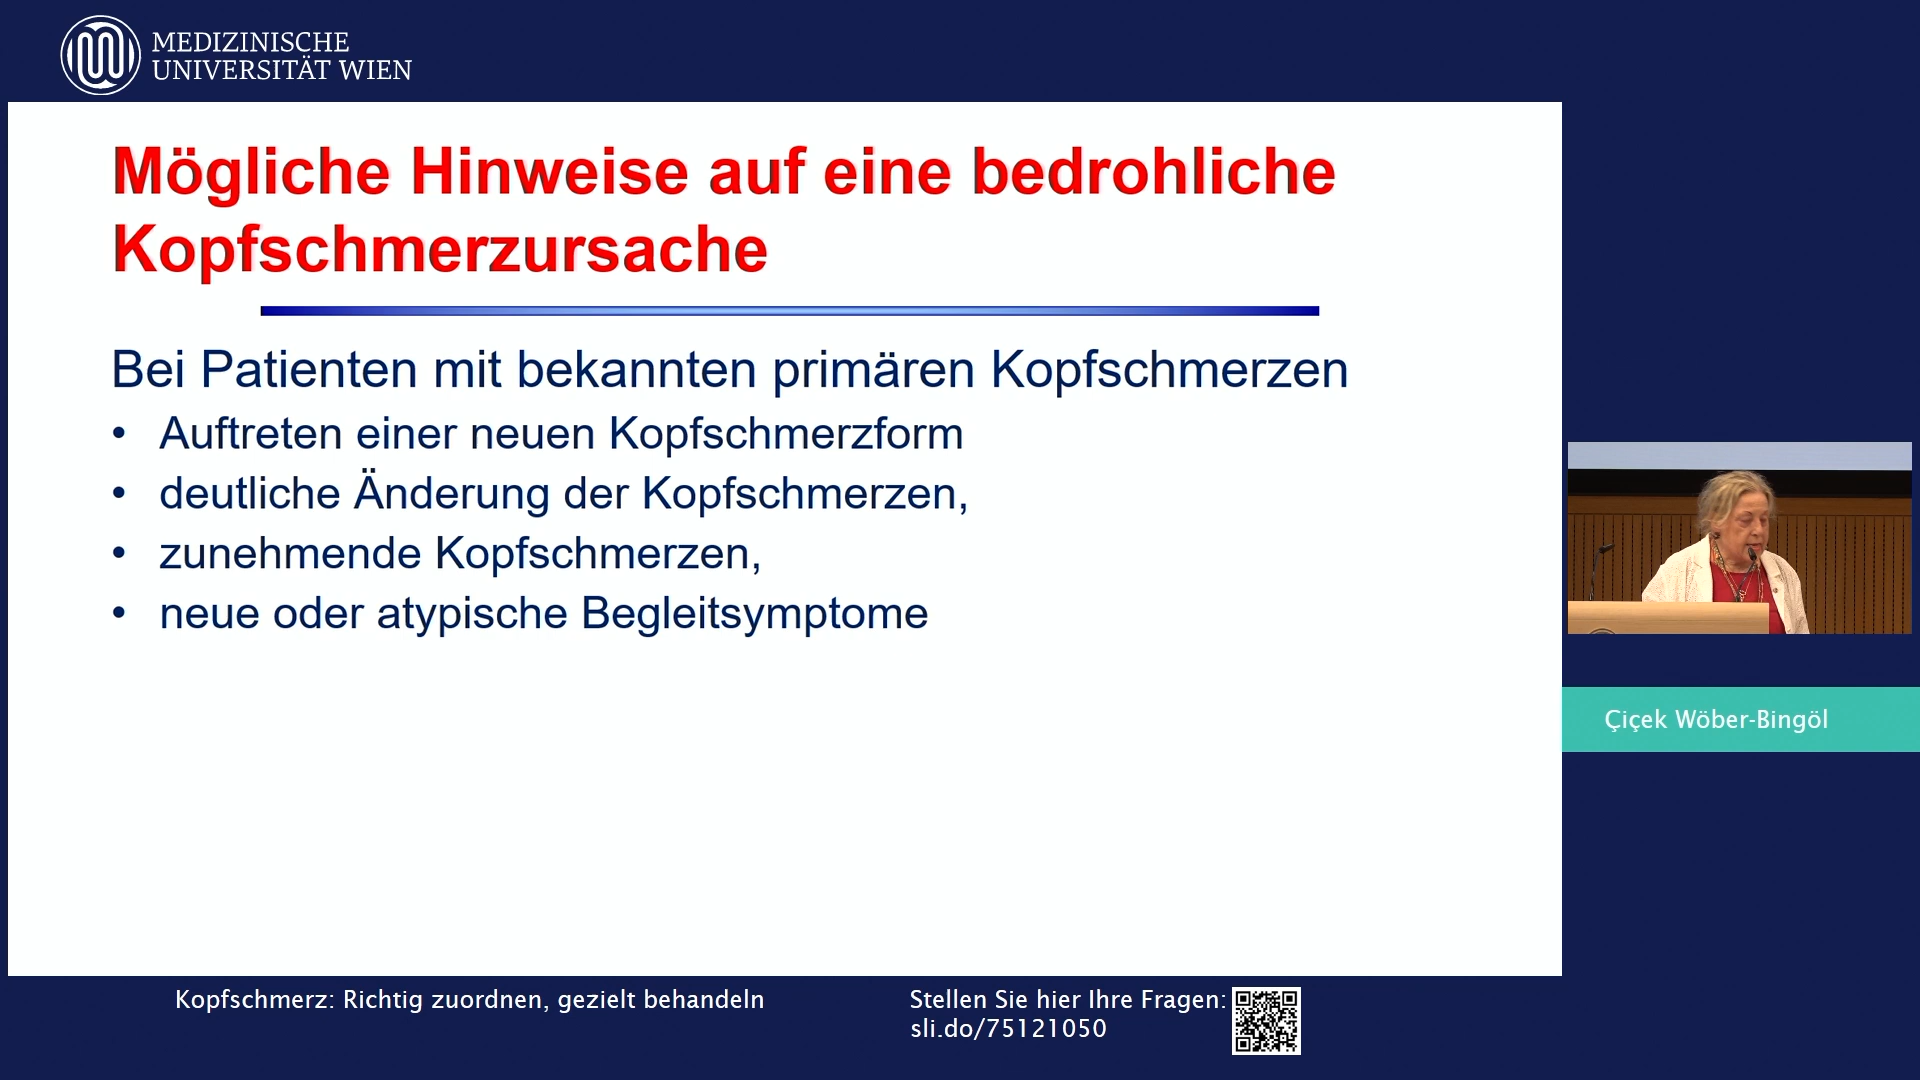 MEDIZINISCHE
UNIVERSITÄT WIEN
Mögliche Hinweise auf eine bedrohliche
Kopfschmerzursache
Bei Patienten mit bekannten primären Kopfschmerzen
• Auftreten einer neuen Kopfschmerzform
• deutliche Änderung der Kopfschmerzen,
• zunehmende Kopfschmerzen,
• neue oder atypische Begleitsymptome
Çiçek Wöber-Bingöl
Kopfschmerz: Richtig zuordnen, gezielt behandeln
Stellen Sie hier Ihre Fragen:
sli.do/75121050